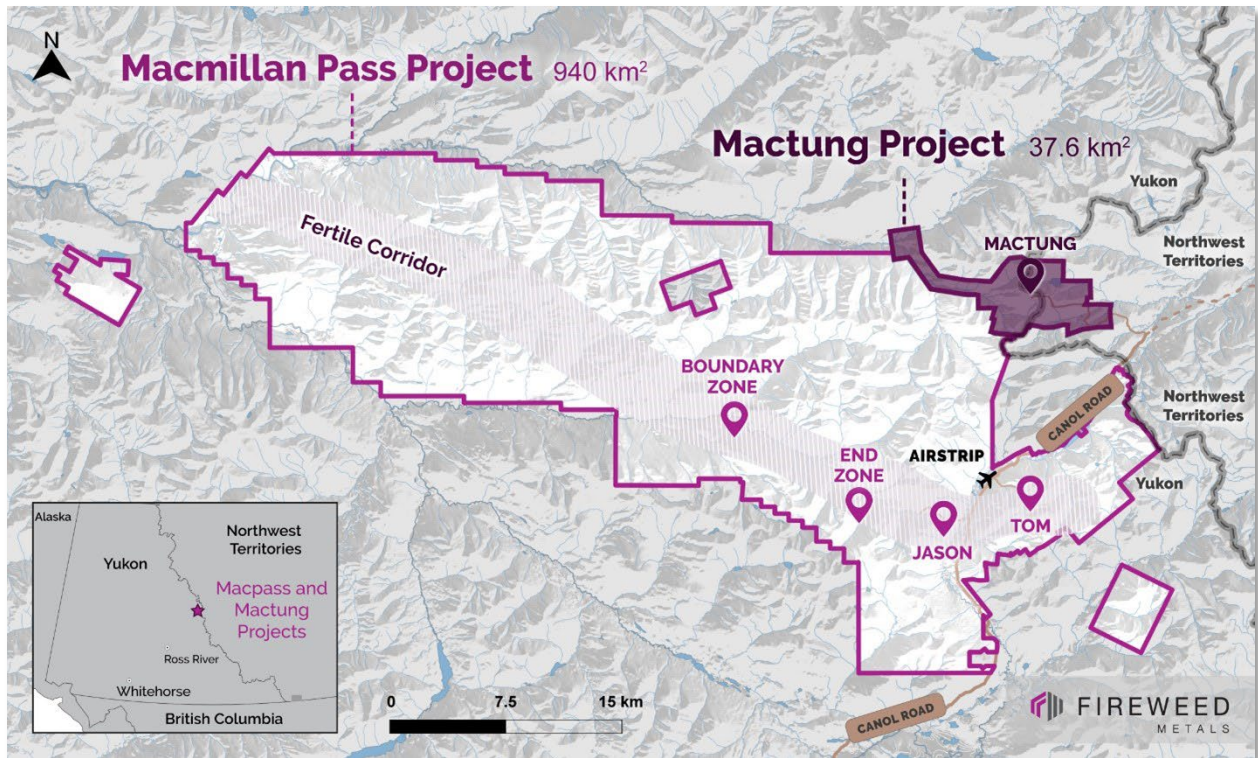 N
Macmillan Pass Project 940 km²
Mactung Project 37.6 km²
Yukon
MACTUNG
Northwest
Territories
Fertile Corridor
BOUNDARY
ZONE
Northwest
Territories
CANOL ROAD
END
ZONE
AIRSTRIP
Yukon
TOM
JASON
Alaska
Northwest
Territories
Yukon
Macpass and
Mactung
Projects
Ross River
Whitehorse
British Columbia
0 7.5 15 km
CANOL ROAD
FIREWEED
METALS